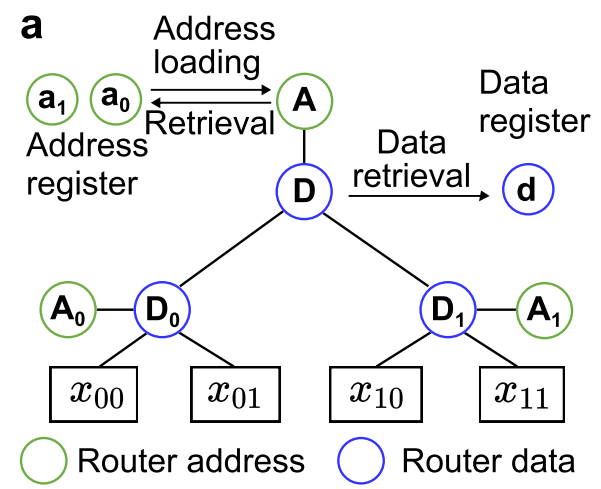 a
Address
loading
a₁ a₀ A
Retrieval
Address
register
Data
register
Data
retrieval
D d
A₀ D₀ D₁ A₁
x₀₀ x₀₁ x₁₀ x₁₁
Router address Router data